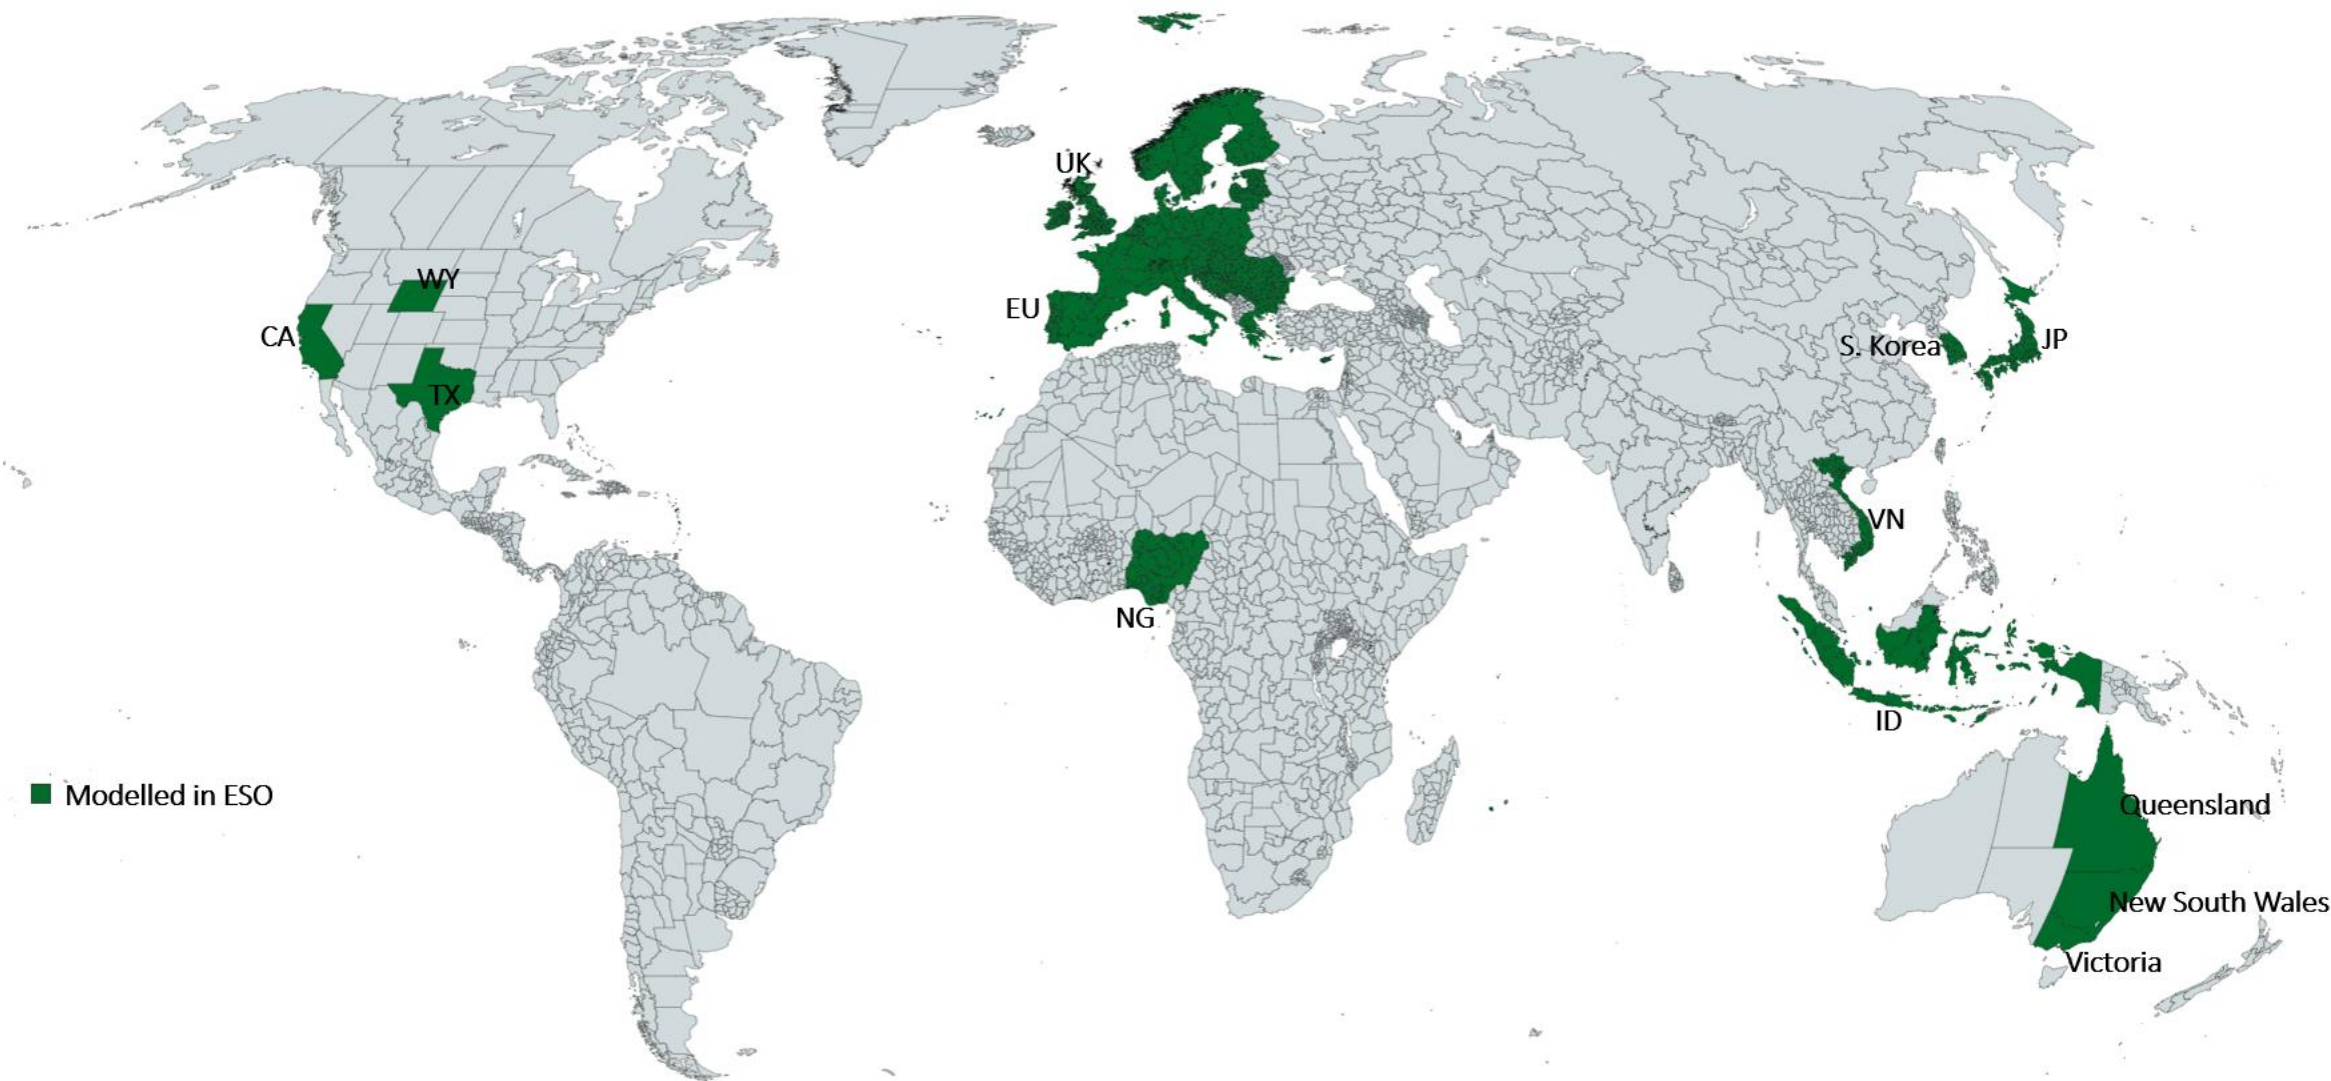 UK
WY
EU
CA
S. Korea
JP
TX
VN
NG
ID
Modelled in ESO
Queensland
New South Wales
Victoria